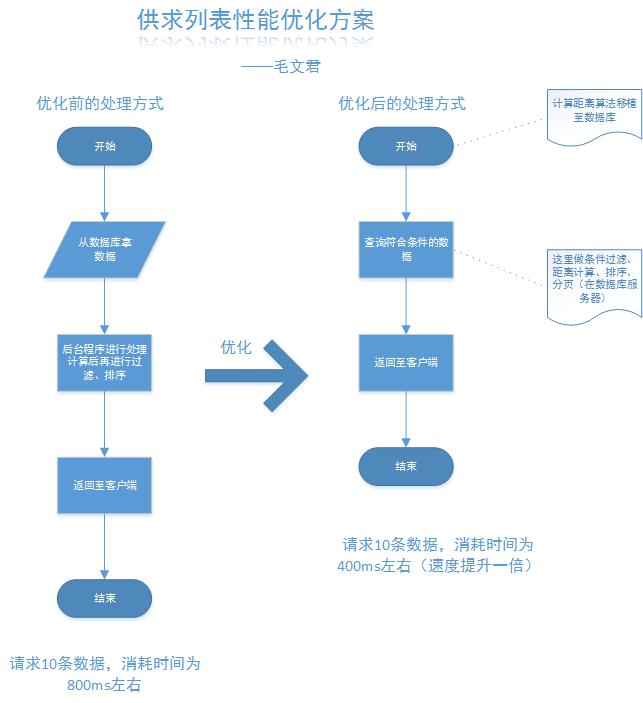 供求列表性能优化方案
——毛文君
优化前的处理方式
开始
从数据库拿
数据
后台程序进行处理
计算后再进行过
滤、排序
返回至客户端
结束
请求10条数据，消耗时间为
800ms左右
优化
优化后的处理方式
开始
计算距离算法移植
至数据库
查询符合条件的数
据
这里做条件过滤、
距离计算、排序、
分页（在数据库服
务器）
返回至客户端
结束
请求10条数据，消耗时间为
400ms左右（速度提升一倍）